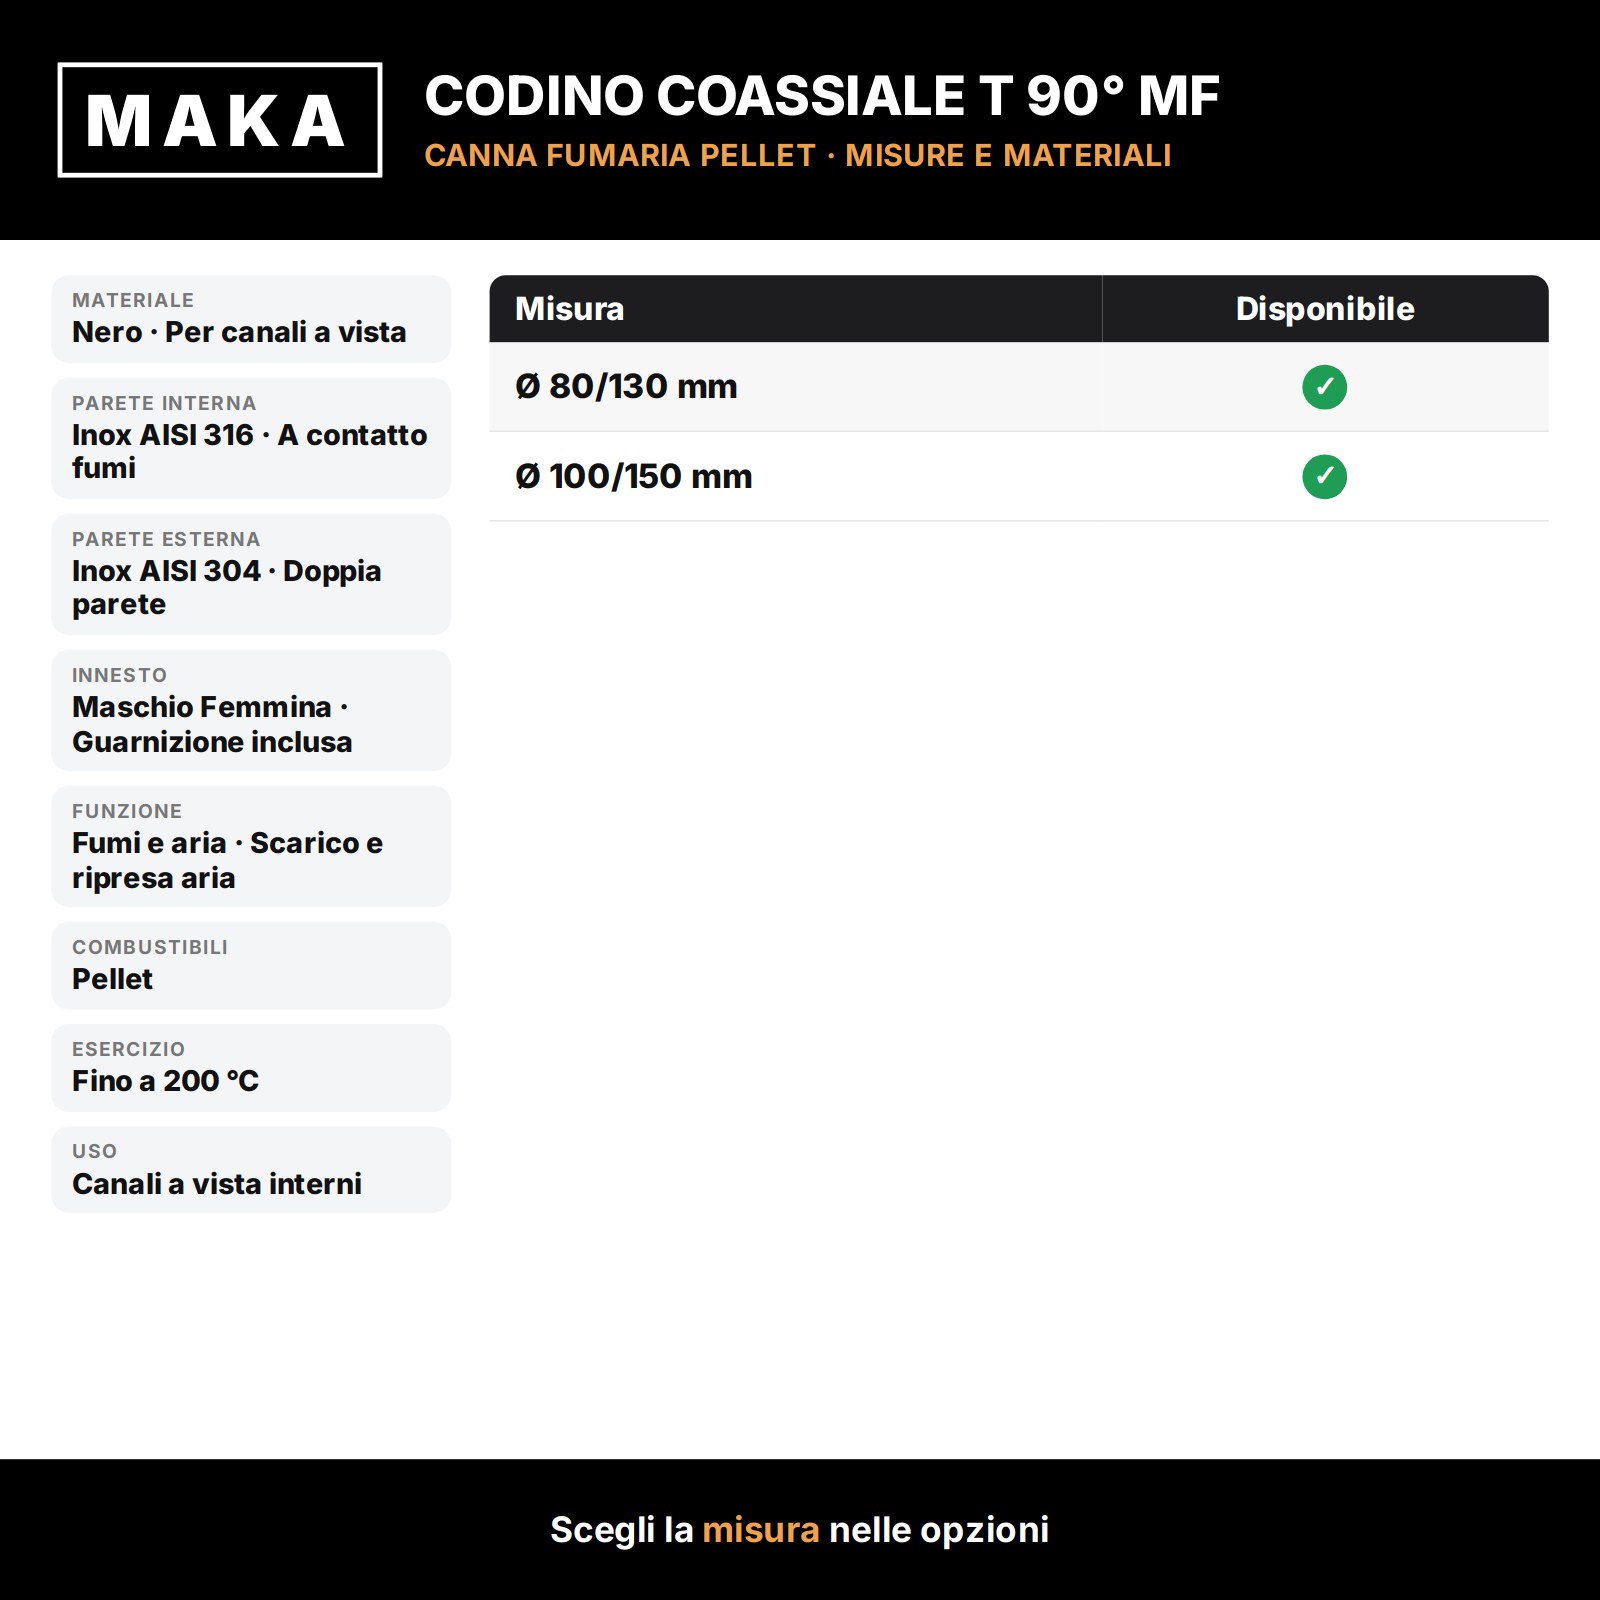 MAKA
CODINO COASSIALE T 90° MF
CANNA FUMARIA PELLET · MISURE E MATERIALI
MATERIALE
Nero · Per canali a vista
PARETE INTERNA
Inox AISI 316 · A contatto
fumi
PARETE ESTERNA
Inox AISI 304 · Doppia
parete
INNESTO
Maschio Femmina ·
Guarnizione inclusa
FUNZIONE
Fumi e aria · Scarico e
ripresa aria
COMBUSTIBILI
Pellet
ESERCIZIO
Fino a 200 °C
USO
Canali a vista interni
Misura Disponibile
Ø 80/130 mm ✓
Ø 100/150 mm ✓
Scegli la misura nelle opzioni